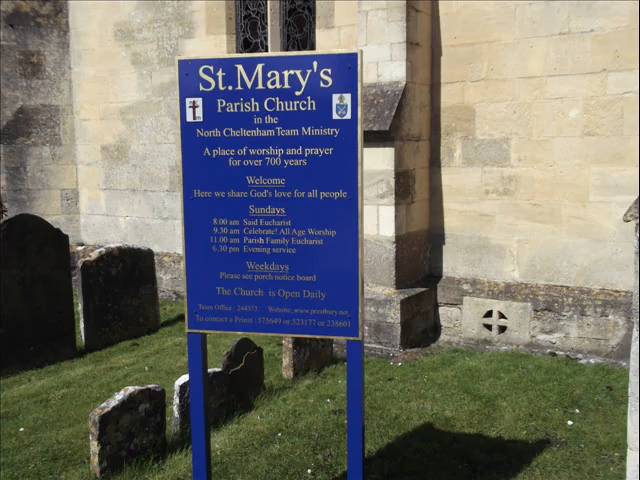 St.Mary's
Parish Church
in the
North Cheltenham Team Ministry
A place of worship and prayer
for over 700 years
Welcome
Here we share God's love for all people
Sundays
8.00 am Said Eucharist
9.30 am Celebrate! All Age Worship
11.00 am Parish Family Eucharist
6.30 pm Evening service
Weekdays
Please see porch notice board
The Church is Open Daily
Team Office : 244373 Website: www.prestbury.net
To contact a Priest : 575649 or 523177 or 235601